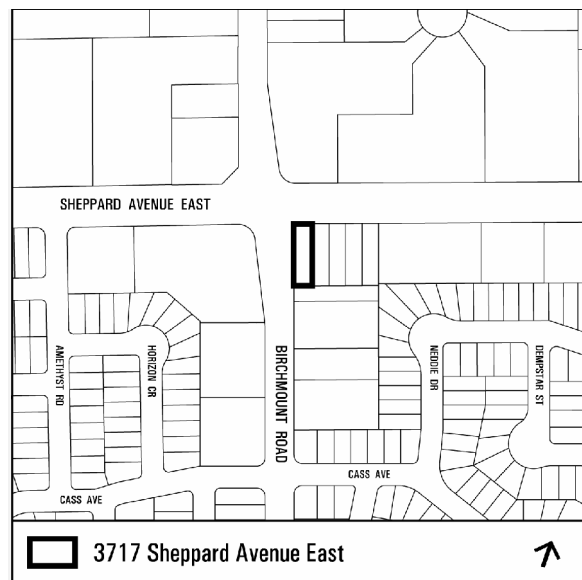 SHEPPARD AVENUE EAST
AMETHYST RD
HORIZON CR
BIRCHMOUNT ROAD
NEDDIE DR
DEMPSTAR ST
CASS AVE
CASS AVE
3717 Sheppard Avenue East